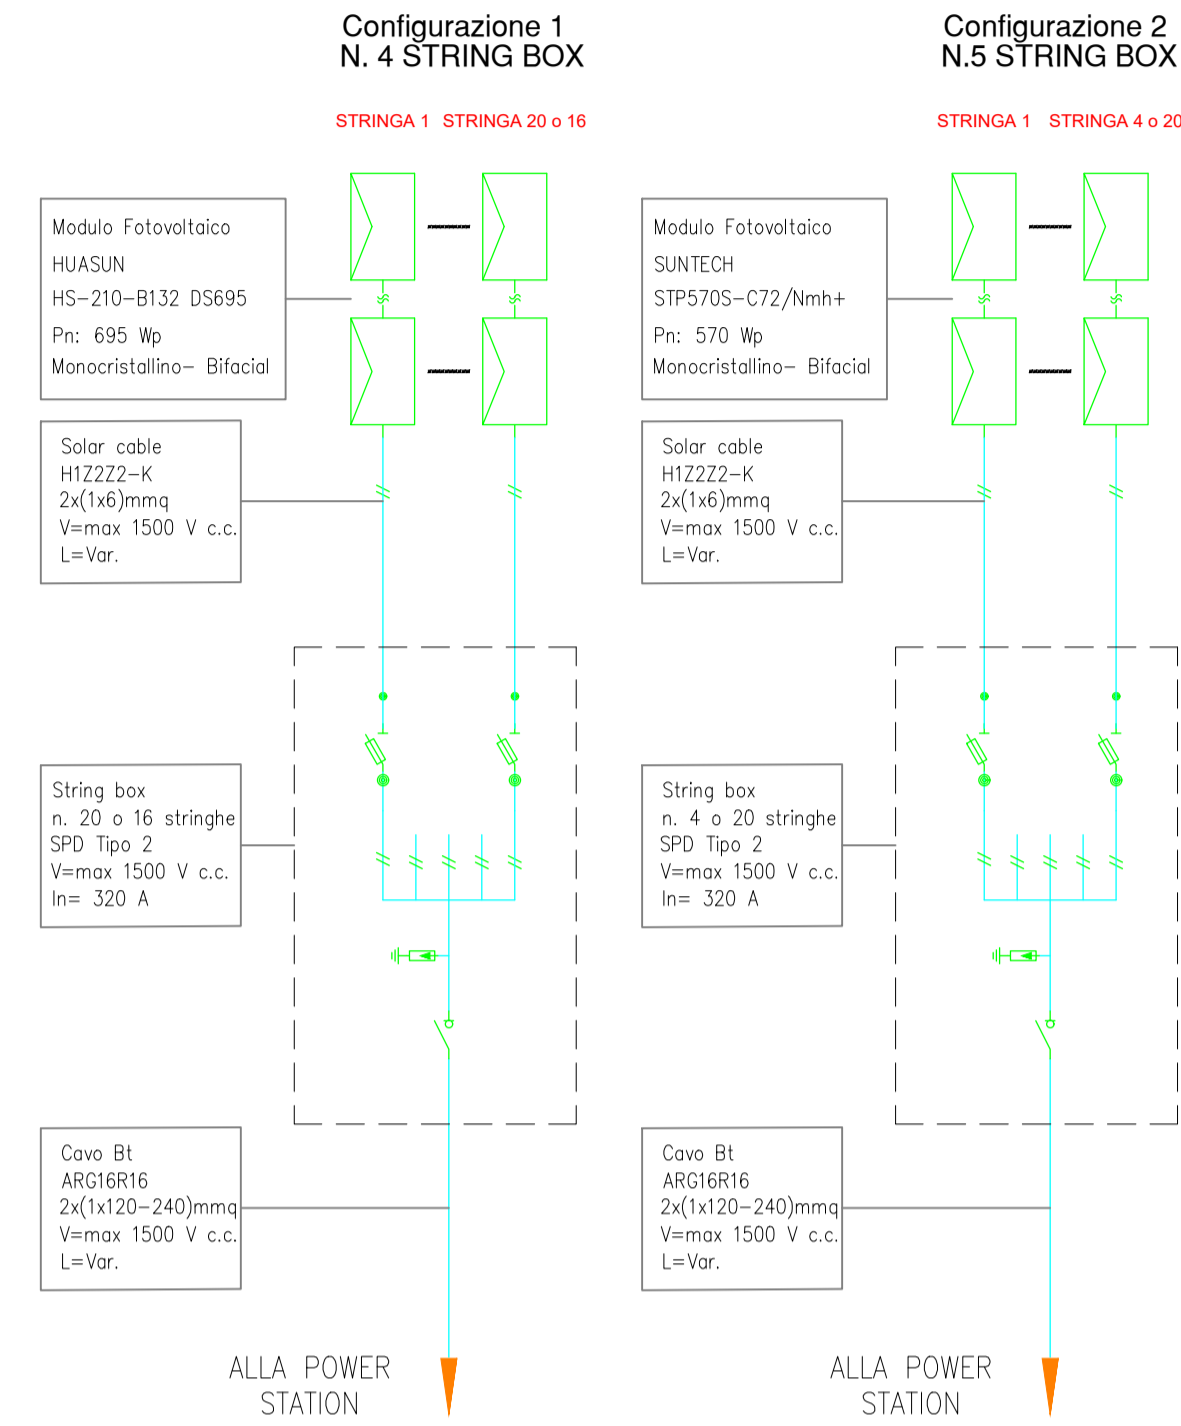 Configurazione 1
N. 4 STRING BOX
STRINGA 1 STRINGA 20 o 16
Modulo Fotovoltaico
HUASUN
HS-210-B132 DS695
Pn: 695 Wp
Monocristallino- Bifacial
Solar cable
H1Z2Z2-K
2x(1x6)mmq
V=max 1500 V c.c.
L=Var.
String box
n. 20 o 16 stringhe
SPD Tipo 2
V=max 1500 V c.c.
In= 320 A
Cavo Bt
ARG16R16
2x(1x120-240)mmq
V=max 1500 V c.c.
L=Var.
ALLA POWER
STATION
Configurazione 2
N.5 STRING BOX
STRINGA 1 STRINGA 4 o 20
Modulo Fotovoltaico
SUNTECH
STP570S-C72/Nmh+
Pn: 570 Wp
Monocristallino- Bifacial
Solar cable
H1Z2Z2-K
2x(1x6)mmq
V=max 1500 V c.c.
L=Var.
String box
n. 4 o 20 stringhe
SPD Tipo 2
V=max 1500 V c.c.
In= 320 A
Cavo Bt
ARG16R16
2x(1x120-240)mmq
V=max 1500 V c.c.
L=Var.
ALLA POWER
STATION